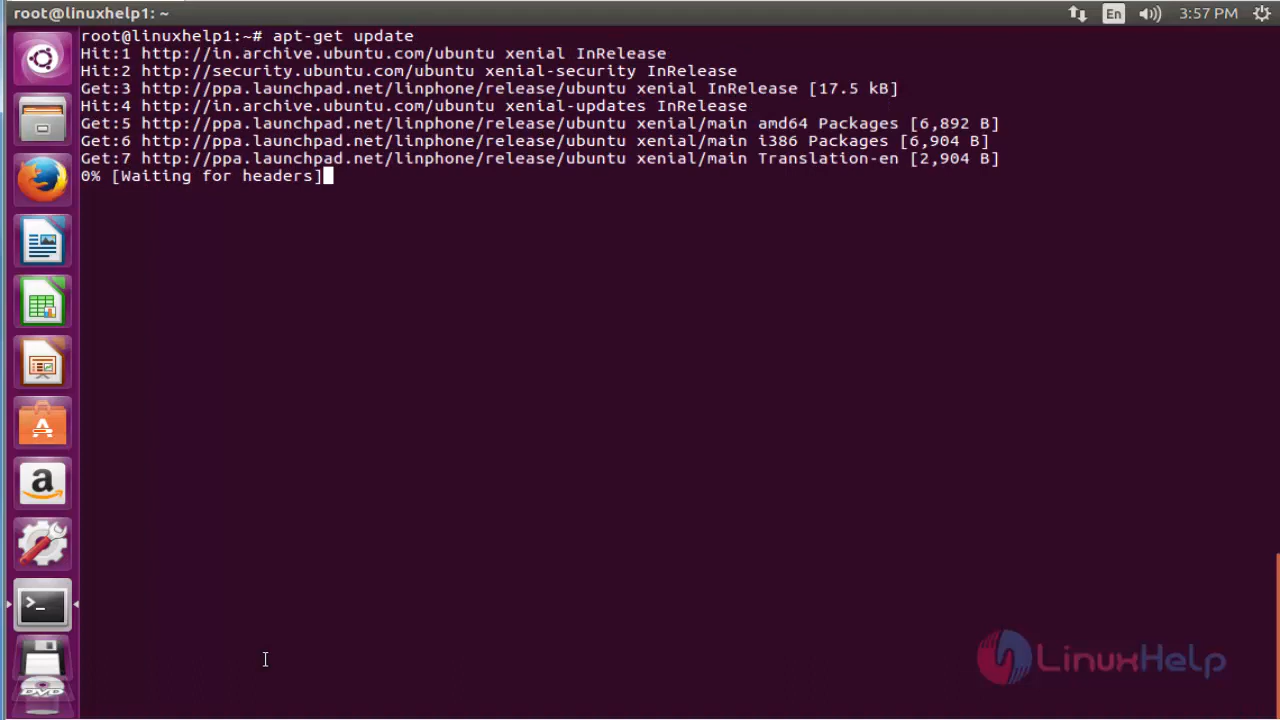 root@linuxhelp1: ~
En
3:57 PM
root@linuxhelp1:~# apt-get update
Hit:1 http://in.archive.ubuntu.com/ubuntu xenial InRelease
Hit:2 http://security.ubuntu.com/ubuntu xenial-security InRelease
Get:3 http://ppa.launchpad.net/linphone/release/ubuntu xenial InRelease [17.5 kB]
Hit:4 http://in.archive.ubuntu.com/ubuntu xenial-updates InRelease
Get:5 http://ppa.launchpad.net/linphone/release/ubuntu xenial/main amd64 Packages [6,892 B]
Get:6 http://ppa.launchpad.net/linphone/release/ubuntu xenial/main i386 Packages [6,904 B]
Get:7 http://ppa.launchpad.net/linphone/release/ubuntu xenial/main Translation-en [2,904 B]
0% [Waiting for headers]
a
>_
DVD
LinuxHelp